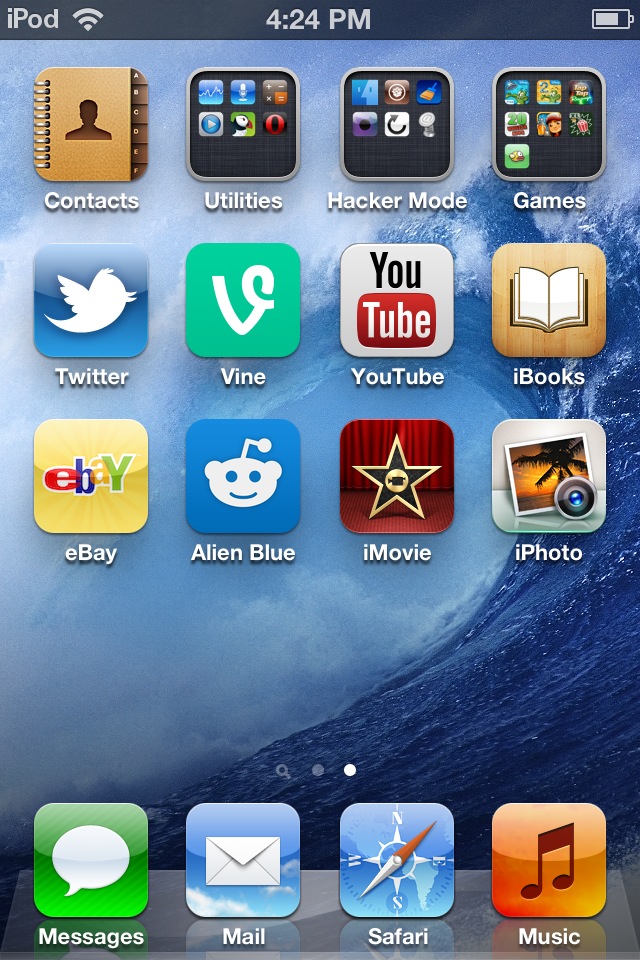 iPod 4:24 PM
Contacts Utilities Hacker Mode Games
You
Tube
Twitter Vine YouTube iBooks
ebaY
eBay Alien Blue iMovie iPhoto
Messages Mail Safari Music